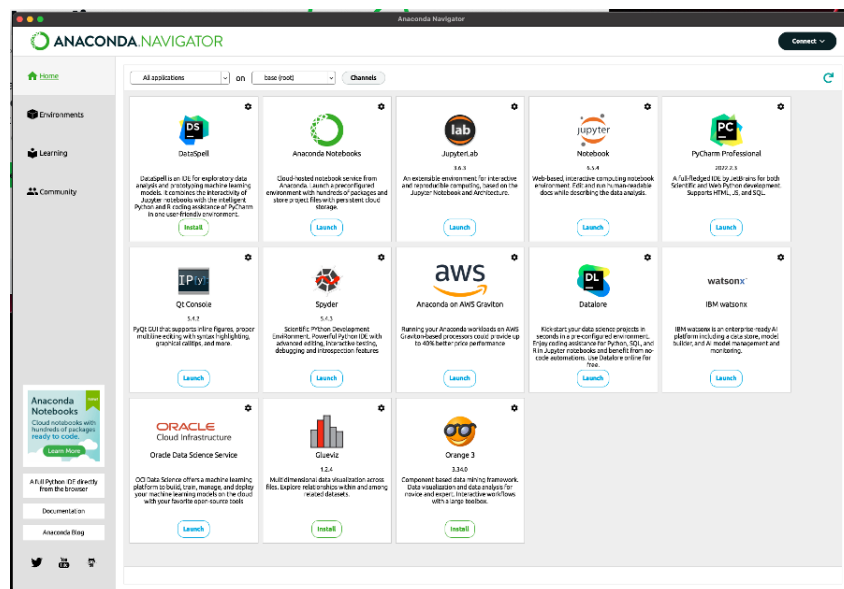 Anaconda Navigator
ANACONDA.NAVIGATOR
Connect
Home
Environments
Learning
Community
All applications
on
base (root)
Channels
DS
DataSpell
DataSpell is an IDE for exploratory data
analysis and prototyping machine learning
models. It combines the interactivity of
Jupyter notebooks with the intelligent
Python and R coding assistance of PyCharm
in one user-friendly environment.
Install
Anaconda Notebooks
Cloud-hosted notebook service from
Anaconda. Launch a preconfigured
environment with hundreds of packages and
store project files with persistent cloud
storage.
Launch
lab
JupyterLab
3.6.3
An extensible environment for interactive
and reproducible computing, based on the
Jupyter Notebook and Architecture.
Launch
jupyter
Notebook
6.5.4
Web-based, interactive computing notebook
environment. Edit and run human-readable
docs while describing the data analysis.
Launch
PC
PyCharm Professional
2022.2.3
A full-fledged IDE by JetBrains for both
Scientific and Web Python development.
Supports HTML, JS, and SQL.
Launch
IP[y]:
Qt Console
5.4.2
PyQt GUI that supports inline figures, proper
multiline editing with syntax highlighting,
graphical calltips, and more.
Launch
Spyder
5.4.3
Scientific PYthon Development
EnviRonment. Powerful Python IDE with
advanced editing, interactive testing,
debugging and introspection features
Launch
aws
Anaconda on AWS Graviton
Running your Anaconda workloads on AWS
Graviton-based processors could provide up
to 40% better price performance
Launch
DL
Datalore
Kick-start your data science projects in
seconds in a pre-configured environment.
Enjoy coding assistance for Python, SQL, and
R in Jupyter notebooks and benefit from no-
code automations. Use Datalore online for
free.
Launch
watsonx
IBM watsonx
IBM watsonx is an enterprise-ready AI
platform including a data store, model
builder, and AI model management and
monitoring.
Launch
ORACLE
Cloud Infrastructure
Oracle Data Science Service
OCI Data Science offers a machine learning
platform to build, train, manage, and deploy
your machine learning models on the cloud
with your favorite open-source tools
Launch
Glueviz
1.2.4
Multidimensional data visualization across
files. Explore relationships within and among
related datasets.
Install
Orange 3
3.34.0
Component based data mining framework.
Data visualization and data analysis for
novice and expert. Interactive workflows
with a large toolbox.
Install
Anaconda
Notebooks
Cloud notebooks with
hundreds of packages
ready to code.
Learn More
A full Python IDE directly
from the browser
Documentation
Anaconda Blog